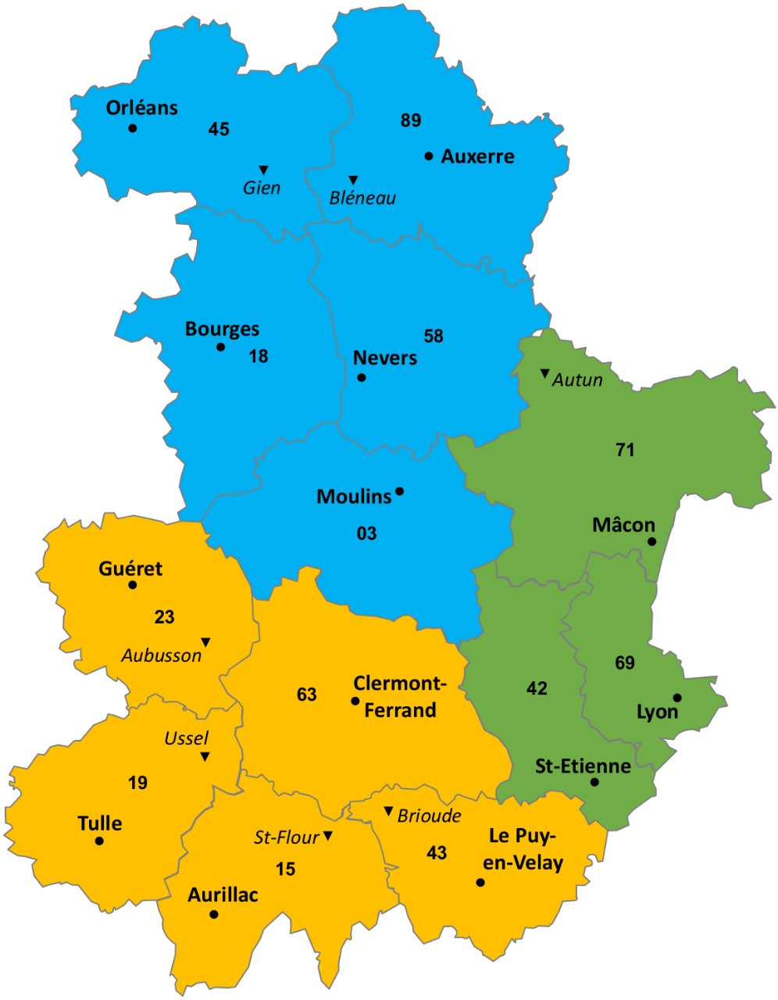 Orléans
45
89
Auxerre
Gien
Bléneau
Bourges
18
58
Nevers
Autun
71
Moulins
03
Mâcon
Guéret
23
Aubusson
63
Clermont-
Ferrand
42
69
Lyon
Ussel
19
St-Etienne
Tulle
St-Flour
15
Brioude
43
Le Puy-
en-Velay
Aurillac